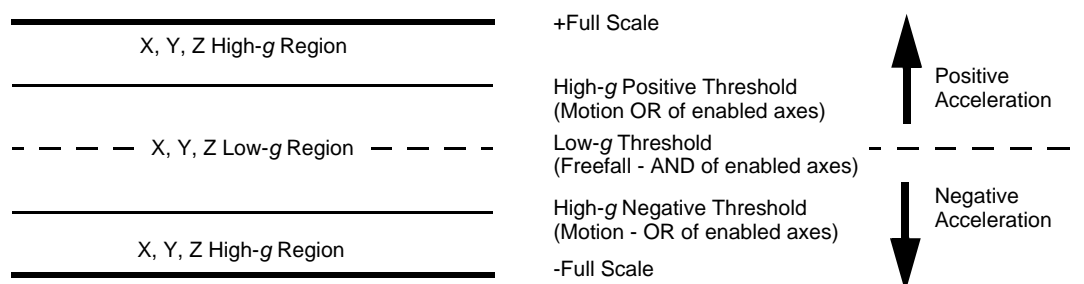 +Full Scale
X, Y, Z High-g Region
High-g Positive Threshold
(Motion OR of enabled axes)
Positive
Acceleration
X, Y, Z Low-g Region
Low-g Threshold
(Freefall - AND of enabled axes)
High-g Negative Threshold
(Motion - OR of enabled axes)
Negative
Acceleration
X, Y, Z High-g Region
-Full Scale